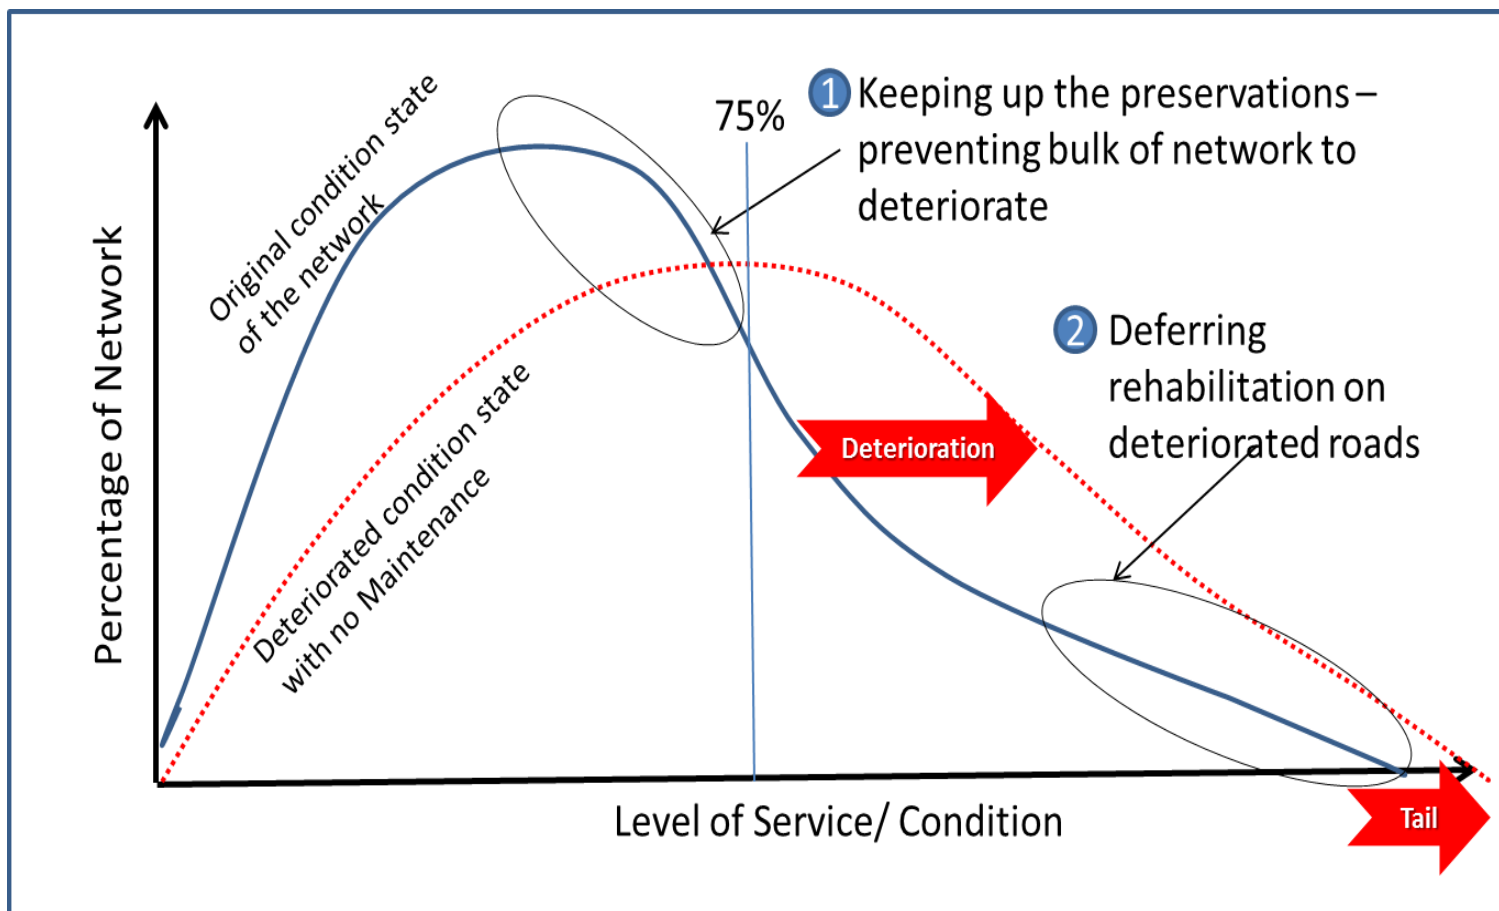 Original condition state
of the network
75%
1 Keeping up the preservations –
preventing bulk of network to
deteriorate
2 Deferring
rehabilitation on
deteriorated roads
Percentage of Network
Deteriorated condition state
with no Maintenance
Deterioration
Level of Service/ Condition
Tail